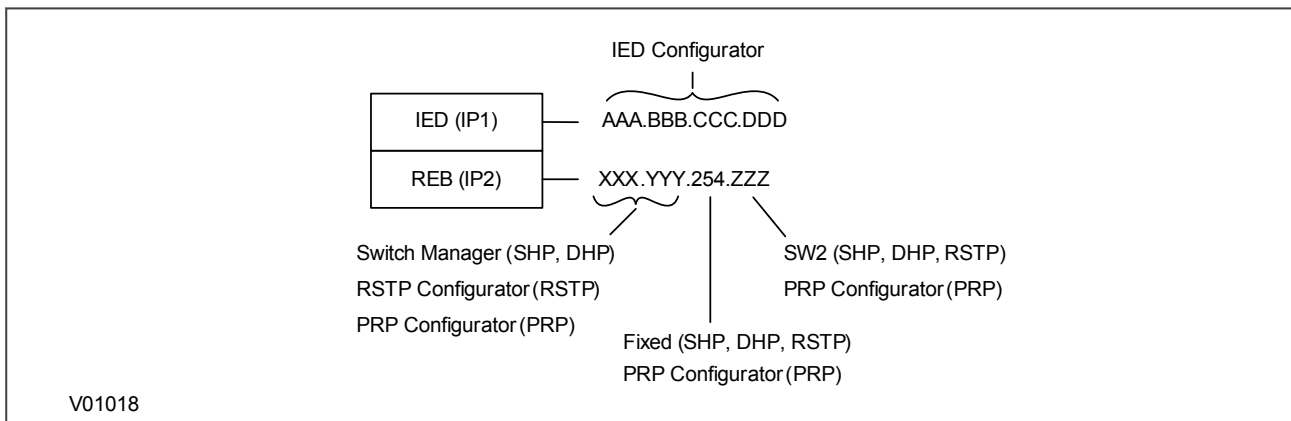 IED Configurator
IED (IP1)
AAA.BBB.CCC.DDD
REB (IP2)
XXX.YYY.254.ZZZ
Switch Manager (SHP, DHP)
RSTP Configurator (RSTP)
PRP Configurator (PRP)
SW2 (SHP, DHP, RSTP)
PRP Configurator (PRP)
Fixed (SHP, DHP, RSTP)
PRP Configurator (PRP)
V01018